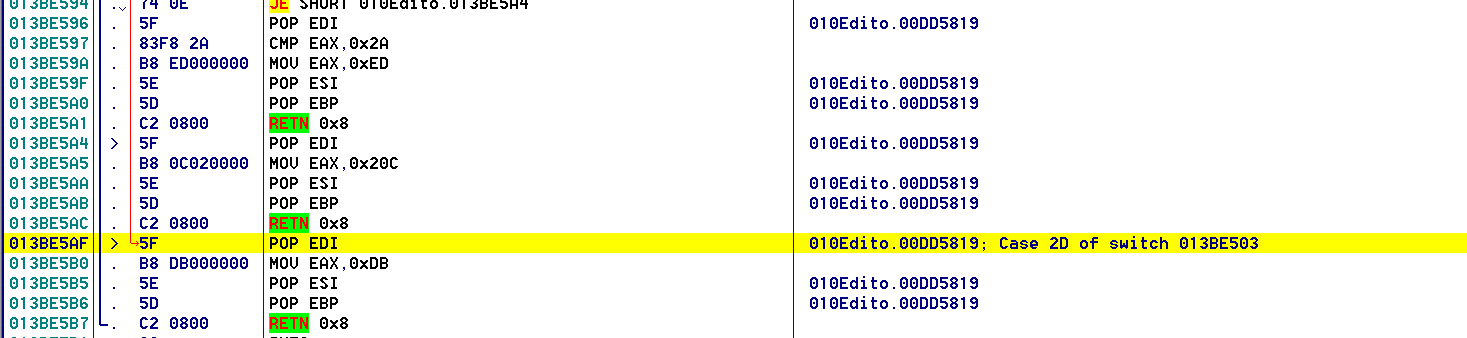 013BE594 .⌄ 74 0E JE SHORT 010Edito.013BE5A4
013BE596 . 5F POP EDI 010Edito.00DD5819
013BE597 . 83F8 2A CMP EAX,0x2A
013BE59A . B8 ED000000 MOV EAX,0xED
013BE59F . 5E POP ESI 010Edito.00DD5819
013BE5A0 . 5D POP EBP 010Edito.00DD5819
013BE5A1 . C2 0800 RETN 0x8
013BE5A4 > 5F POP EDI 010Edito.00DD5819
013BE5A5 . B8 0C020000 MOV EAX,0x20C
013BE5AA . 5E POP ESI 010Edito.00DD5819
013BE5AB . 5D POP EBP 010Edito.00DD5819
013BE5AC . C2 0800 RETN 0x8
013BE5AF > 5F POP EDI 010Edito.00DD5819; Case 2D of switch 013BE503
013BE5B0 . B8 DB000000 MOV EAX,0xDB
013BE5B5 . 5E POP ESI 010Edito.00DD5819
013BE5B6 . 5D POP EBP 010Edito.00DD5819
013BE5B7 . C2 0800 RETN 0x8